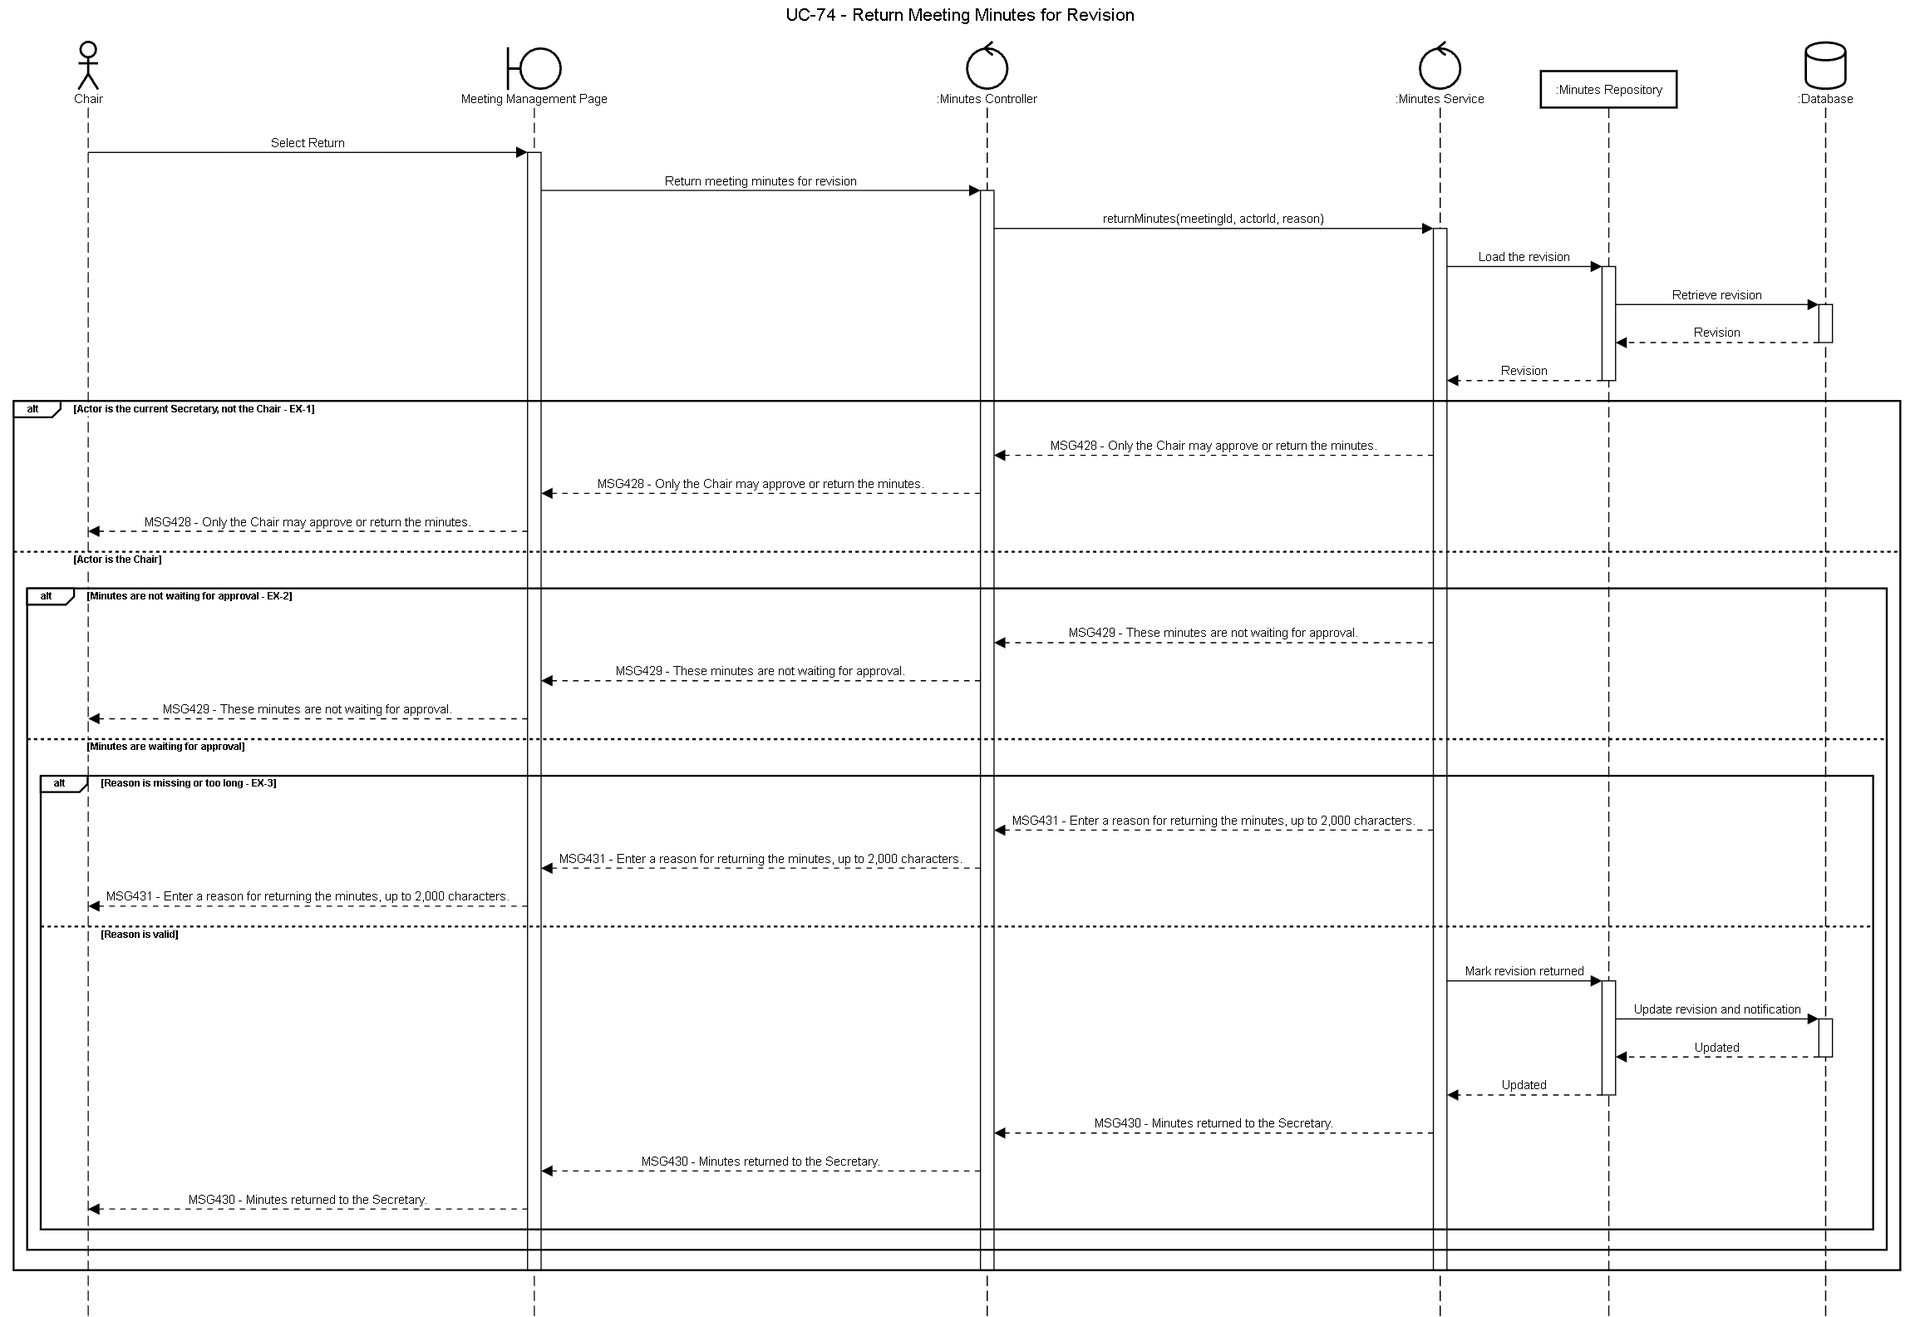 UC-74 - Return Meeting Minutes for Revision
Chair
Meeting Management Page
:Minutes Controller
:Minutes Service
:Minutes Repository
:Database
Select Return
Return meeting minutes for revision
returnMinutes(meetingId, actorId, reason)
Load the revision
Retrieve revision
Revision
Revision
alt [Actor is the current Secretary, not the Chair - EX-1]
MSG428 - Only the Chair may approve or return the minutes.
MSG428 - Only the Chair may approve or return the minutes.
MSG428 - Only the Chair may approve or return the minutes.
[Actor is the Chair]
alt [Minutes are not waiting for approval - EX-2]
MSG429 - These minutes are not waiting for approval.
MSG429 - These minutes are not waiting for approval.
MSG429 - These minutes are not waiting for approval.
[Minutes are waiting for approval]
alt [Reason is missing or too long - EX-3]
MSG431 - Enter a reason for returning the minutes, up to 2,000 characters.
MSG431 - Enter a reason for returning the minutes, up to 2,000 characters.
MSG431 - Enter a reason for returning the minutes, up to 2,000 characters.
[Reason is valid]
Mark revision returned
Update revision and notification
Updated
Updated
MSG430 - Minutes returned to the Secretary.
MSG430 - Minutes returned to the Secretary.
MSG430 - Minutes returned to the Secretary.